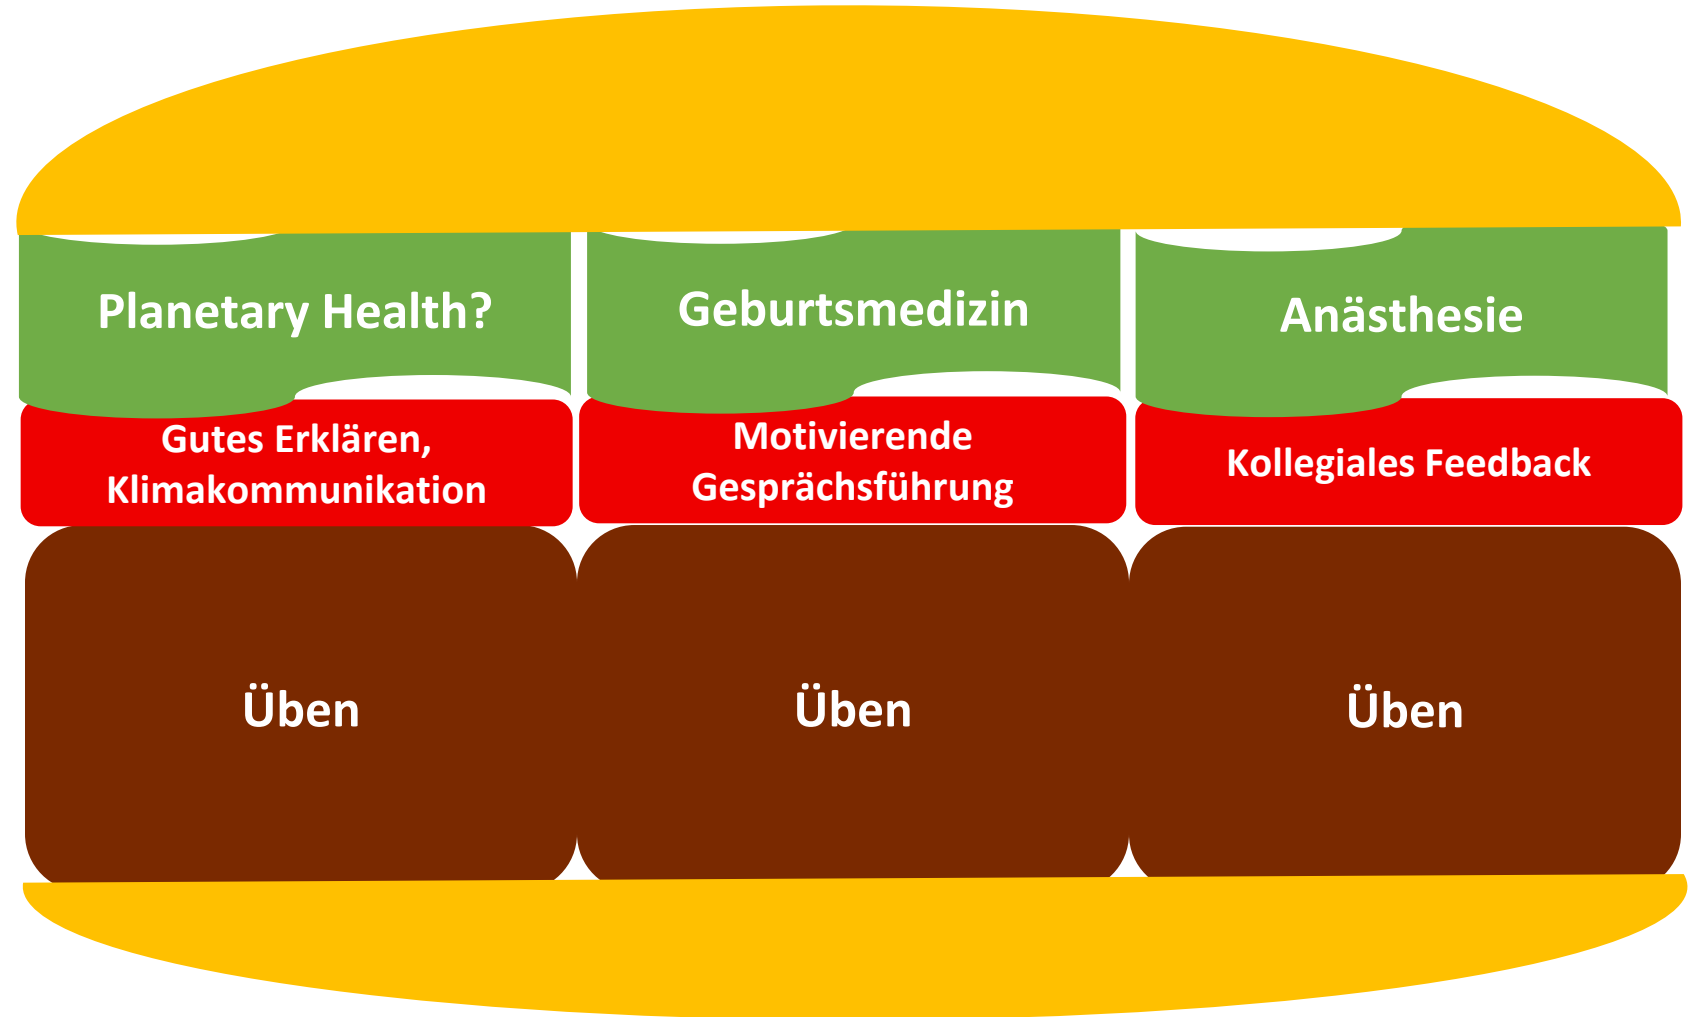 Planetary Health?
Geburtsmedizin
Anästhesie
Gutes Erklären,
Klimakommunikation
Motivierende
Gesprächsführung
Kollegiales Feedback
Üben
Üben
Üben